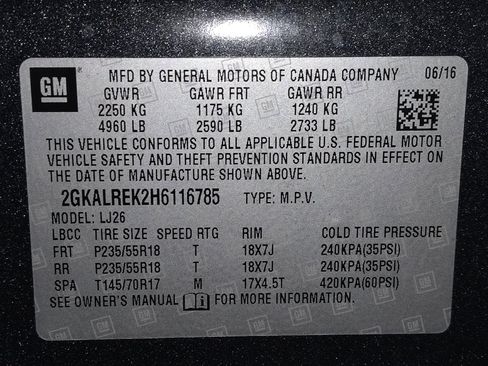 GM
MFD BY GENERAL MOTORS OF CANADA COMPANY 06/16
GVWR GAWR FRT GAWR RR
2250 KG 1175 KG 1240 KG
4960 LB 2590 LB 2733 LB
THIS VEHICLE CONFORMS TO ALL APPLICABLE U.S. FEDERAL MOTOR
VEHICLE SAFETY AND THEFT PREVENTION STANDARDS IN EFFECT ON
THE DATE OF MANUFACTURE SHOWN ABOVE.
2GKALREK2H6116785 TYPE: M.P.V.
MODEL: LJ26
LBCC TIRE SIZE SPEED RTG RIM COLD TIRE PRESSURE
FRT P235/55R18 T 18X7J 240KPA(35PSI)
RR P235/55R18 T 18X7J 240KPA(35PSI)
SPA T145/70R17 M 17X4.5T 420KPA(60PSI)
SEE OWNER'S MANUAL FOR MORE INFORMATION.